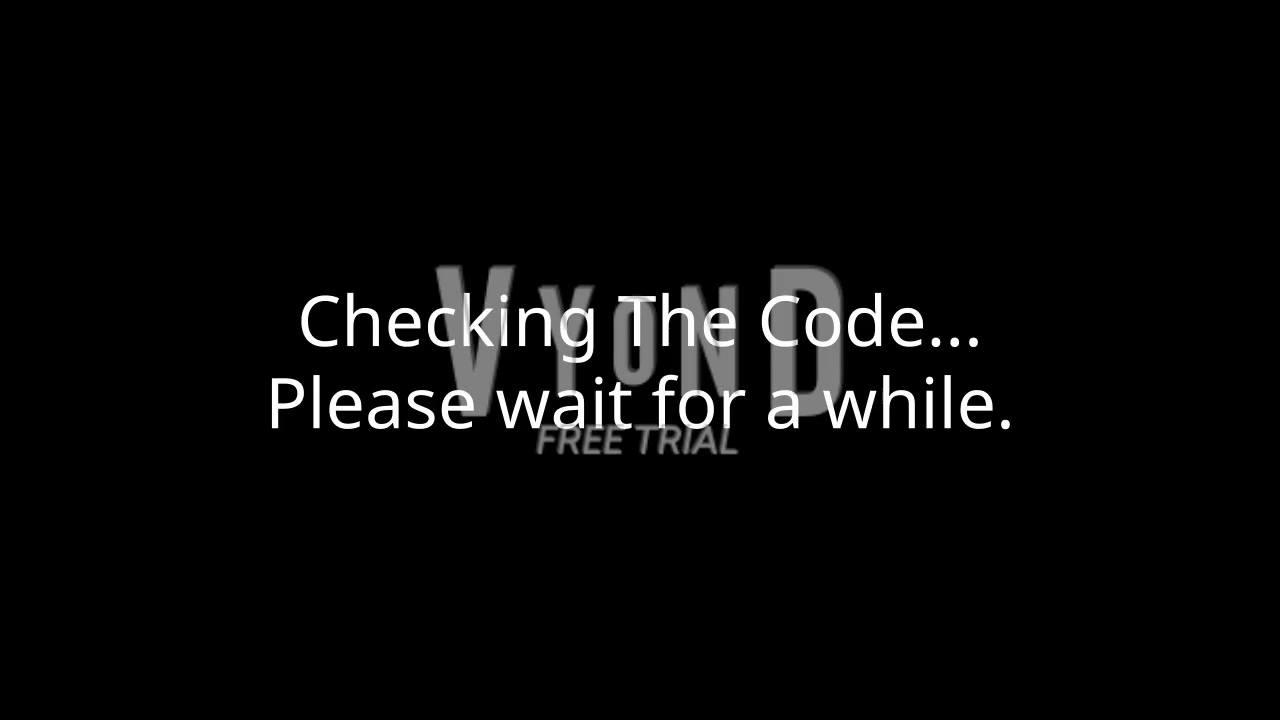 Checking The Code...
Please wait for a while.
VYOND
FREE TRIAL